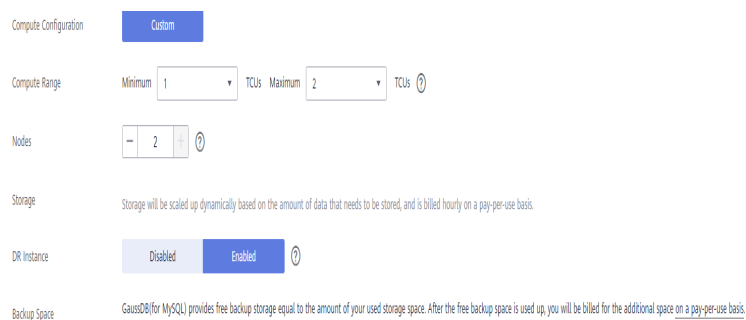 Compute Configuration Custom
Compute Range Minimum 1 TCUs Maximum 2 TCUs ?
Nodes − 2 + ?
Storage Storage will be scaled up dynamically based on the amount of data that needs to be stored, and is billed hourly on a pay-per-use basis.
DR Instance Disabled Enabled ?
Backup Space GaussDB(for MySQL) provides free backup storage equal to the amount of your used storage space. After the free backup space is used up, you will be billed for the additional space on a pay-per-use basis.